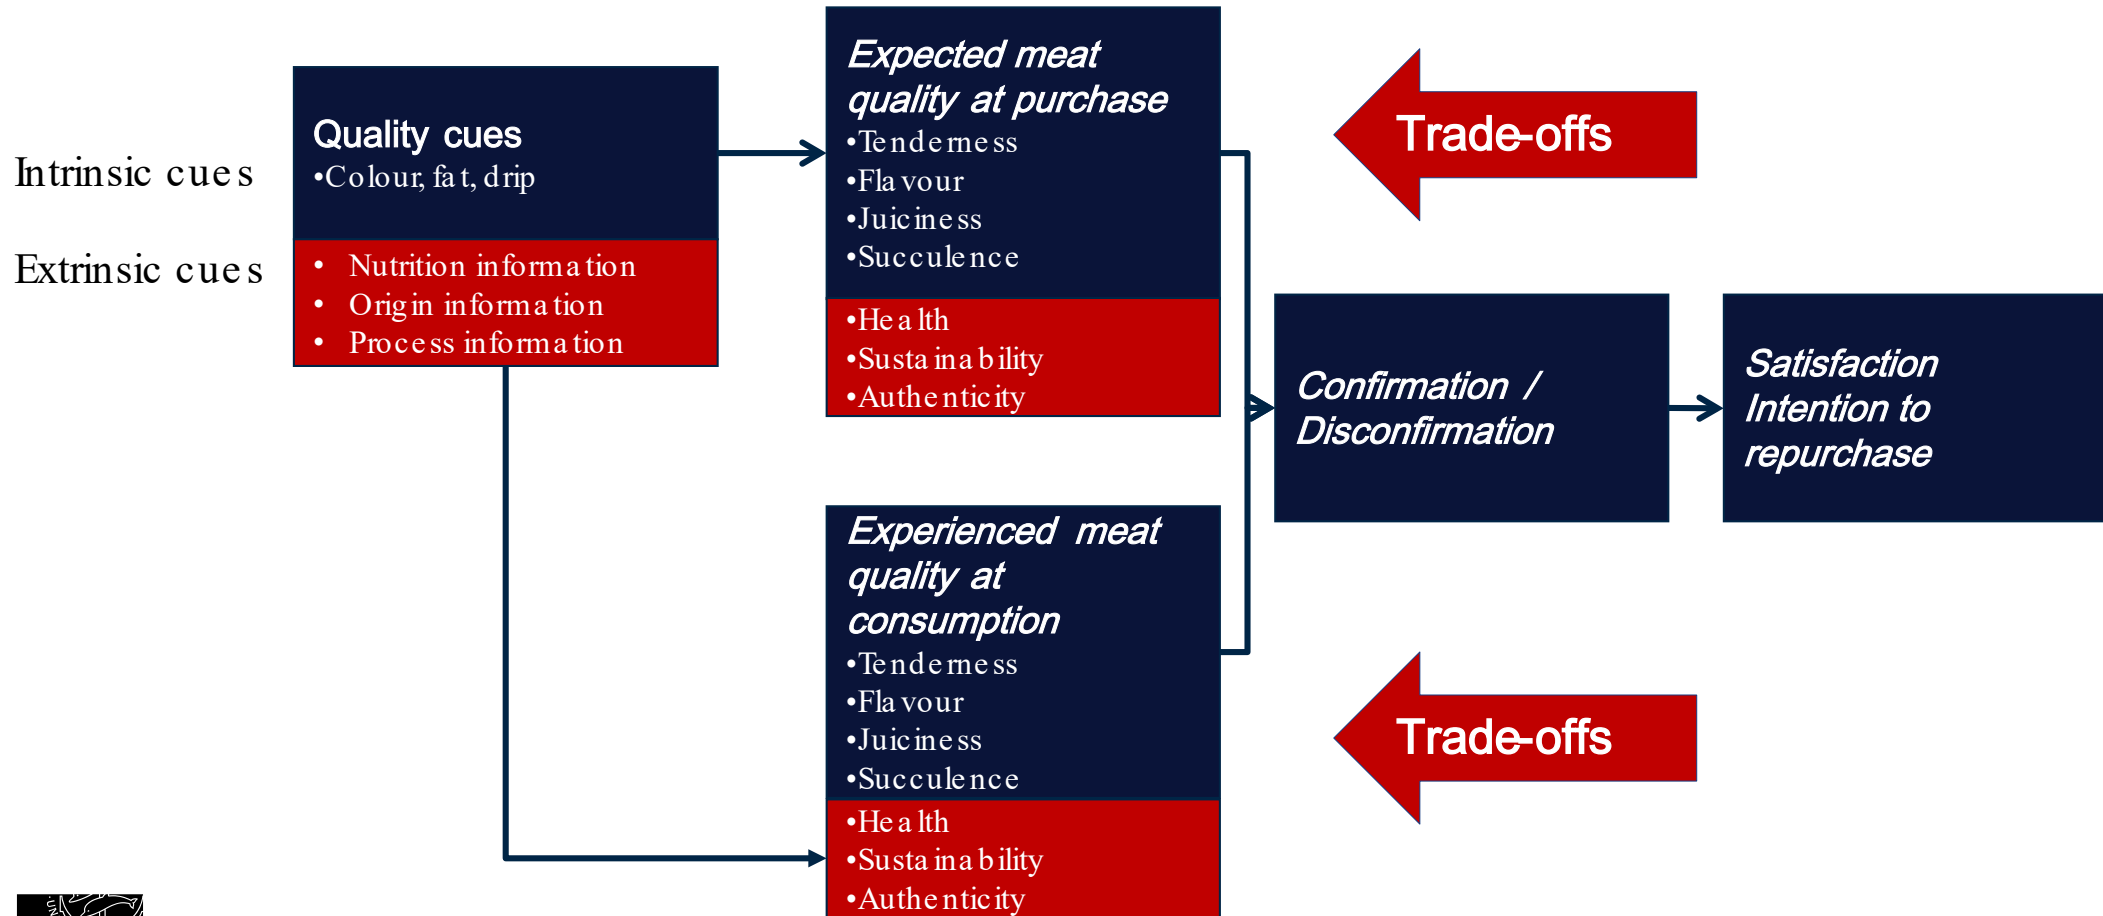 Intrinsic cues
Extrinsic cues
Quality cues
•Colour, fat, drip
• Nutrition information
• Origin information
• Process information
Expected meat
quality at purchase
•Tenderness
•Flavour
•Juiciness
•Succulence
•Health
•Sustainability
•Authenticity
Trade-offs
Confirmation /
Disconfirmation
Satisfaction
Intention to
repurchase
Experienced meat
quality at
consumption
•Tenderness
•Flavour
•Juiciness
•Succulence
•Health
•Sustainability
•Authenticity
Trade-offs